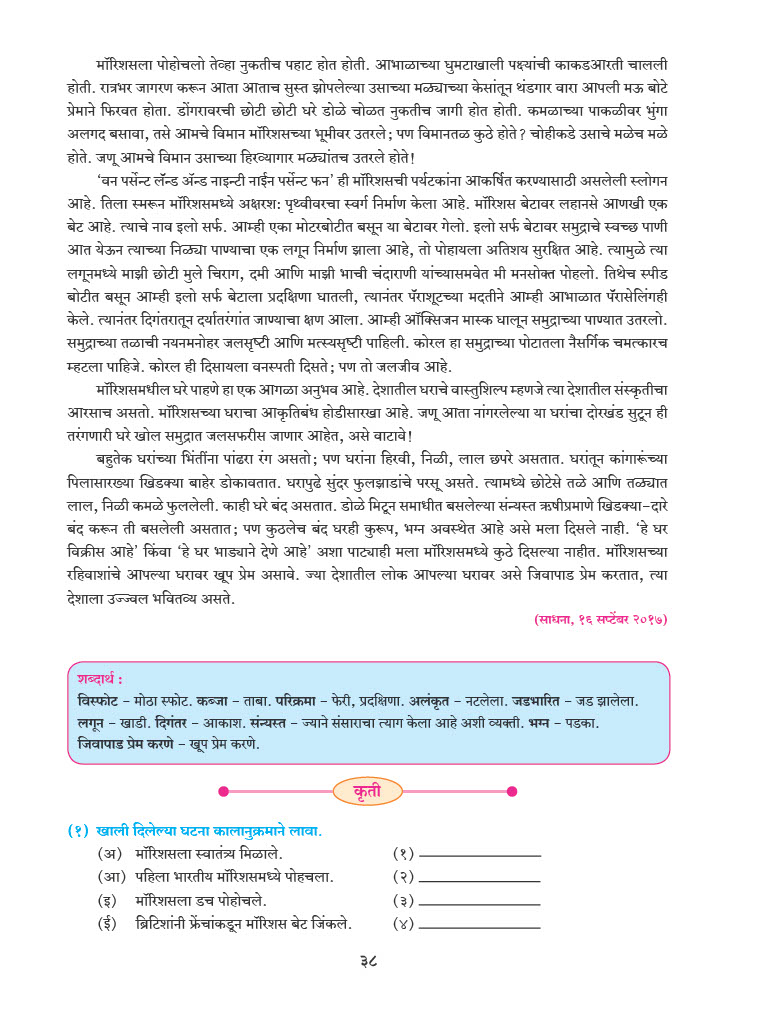 मॉरिशसला पोहोचलो तेव्हा नुकतीच पहाट होत होती. आभाळाच्या घुमटाखाली पक्ष्यांची काकडआरती चालली
होती. रात्रभर जागरण करून आता आताच सुस्त झोपलेल्या उसाच्या मळ्याच्या केसांतून थंडगार वारा आपली मऊ बोटे
प्रेमाने फिरवत होता. डोंगरावरची छोटी छोटी घरे डोळे चोळत नुकतीच जागी होत होती. कमळाच्या पाकळीवर भुंगा
अलगद बसावा, तसे आमचे विमान मॉरिशसच्या भूमीवर उतरले; पण विमानतळ कुठे होते? चोहीकडे उसाचे मळेच मळे
होते. जणू आमचे विमान उसाच्या हिरव्यागार मळ्यांतच उतरले होते!
‘वन पर्सेन्ट लॅन्ड ॲन्ड नाइन्टी नाईन पर्सेन्ट फन’ ही मॉरिशसची पर्यटकांना आकर्षित करण्यासाठी असलेली स्लोगन
आहे. तिला स्मरून मॉरिशसमध्ये अक्षरश: पृथ्वीवरचा स्वर्ग निर्माण केला आहे. मॉरिशस बेटावर लहानसे आणखी एक
बेट आहे. त्याचे नाव इलो सर्फ. आम्ही एका मोटरबोटीत बसून या बेटावर गेलो. इलो सर्फ बेटावर समुद्राचे स्वच्छ पाणी
आत येऊन त्याच्या निळ्या पाण्याचा एक लगून निर्माण झाला आहे, तो पोहायला अतिशय सुरक्षित आहे. त्यामुळे त्या
लगूनमध्ये माझी छोटी मुले चिराग, दमी आणि माझी भाची चंदाराणी यांच्यासमवेत मी मनसोक्त पोहलो. तिथेच स्पीड
बोटीत बसून आम्ही इलो सर्फ बेटाला प्रदक्षिणा घातली, त्यानंतर पॅराशूटच्या मदतीने आम्ही आभाळात पॅरासेलिंगही
केले. त्यानंतर दिगंतरातून दर्यातरंगांत जाण्याचा क्षण आला. आम्ही ऑक्सिजन मास्क घालून समुद्राच्या पाण्यात उतरलो.
समुद्राच्या तळाची नयनमनोहर जलसृष्टी आणि मत्स्यसृष्टी पाहिली. कोरल हा समुद्राच्या पोटातला नैसर्गिक चमत्कारच
म्हटला पाहिजे. कोरल ही दिसायला वनस्पती दिसते; पण तो जलजीव आहे.
मॉरिशसमधील घरे पाहणे हा एक आगळा अनुभव आहे. देशातील घराचे वास्तुशिल्प म्हणजे त्या देशातील संस्कृतीचा
आरसाच असतो. मॉरिशसच्या घराचा आकृतिबंध होडीसारखा आहे. जणू आता नांगरलेल्या या घरांचा दोरखंड सुटून ही
तरंगणारी घरे खोल समुद्रात जलसफरीस जाणार आहेत, असे वाटावे!
बहुतेक घरांच्या भिंतींना पांढरा रंग असतो; पण घरांना हिरवी, निळी, लाल छपरे असतात. घरांतून कांगारूंच्या
पिलासारख्या खिडक्या बाहेर डोकावतात. घरापुढे सुंदर फुलझाडांचे परसू असते. त्यामध्ये छोटेसे तळे आणि तळ्यात
लाल, निळी कमळे फुललेली. काही घरे बंद असतात. डोळे मिटून समाधीत बसलेल्या संन्यस्त ऋषीप्रमाणे खिडक्या-दारे
बंद करून ती बसलेली असतात; पण कुठलेच बंद घरही कुरूप, भग्न अवस्थेत आहे असे मला दिसले नाही. ‘हे घर
विक्रीस आहे’ किंवा ‘हे घर भाड्याने देणे आहे’ अशा पाट्याही मला मॉरिशसमध्ये कुठे दिसल्या नाहीत. मॉरिशसच्या
रहिवाशांचे आपल्या घरावर खूप प्रेम असावे. ज्या देशातील लोक आपल्या घरावर असे जिवापाड प्रेम करतात, त्या
देशाला उज्ज्वल भवितव्य असते.
(साधना, १६ सप्टेंबर २०१७)
शब्दार्थ :
विस्फोट - मोठा स्फोट. कब्जा - ताबा. परिक्रमा - फेरी, प्रदक्षिणा. अलंकृत - नटलेला. जडभारित - जड झालेला.
लगून - खाडी. दिगंतर - आकाश. संन्यस्त - ज्याने संसाराचा त्याग केला आहे अशी व्यक्ती. भग्न - पडका.
जिवापाड प्रेम करणे - खूप प्रेम करणे.
कृती
(१) खाली दिलेल्या घटना कालानुक्रमाने लावा.
(अ) मॉरिशसला स्वातंत्र्य मिळाले. (१)
(आ) पहिला भारतीय मॉरिशसमध्ये पोहचला. (२)
(इ) मॉरिशसला डच पोहोचले. (३)
(ई) ब्रिटिशांनी फ्रेंचांकडून मॉरिशस बेट जिंकले. (४)
३८